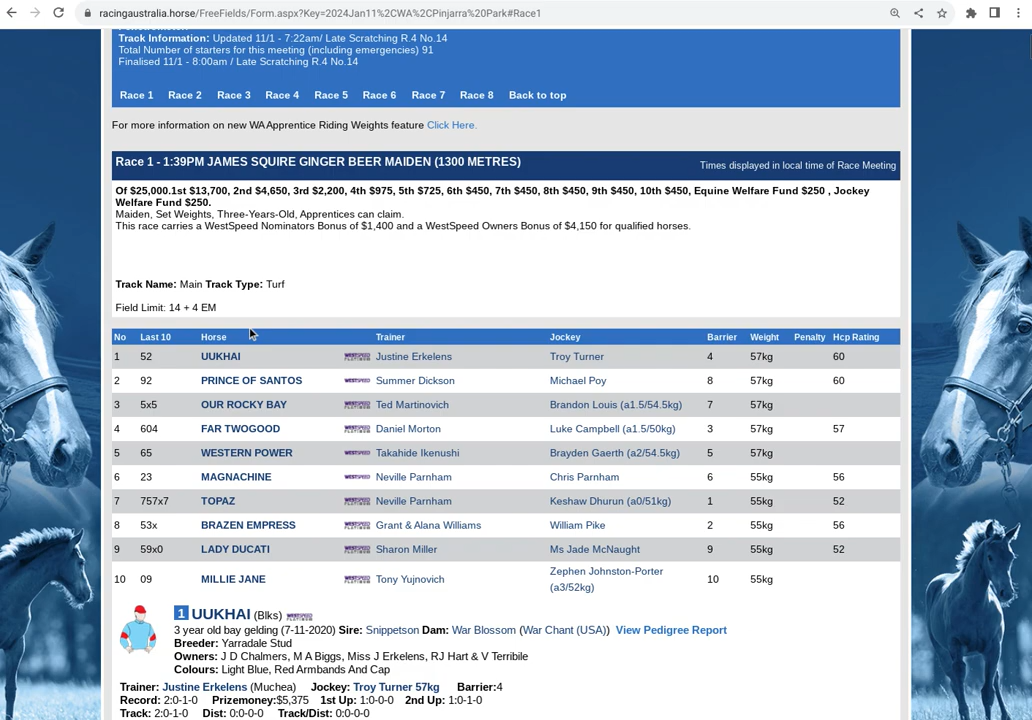 racingaustralia.horse/FreeFields/Form.aspx?Key=2024Jan11%2CWA%2CPinjarra%20Park#Race1
Track Information: Updated 11/1 - 7:22am/ Late Scratching R.4 No.14
Total Number of starters for this meeting (including emergencies) 91
Finalised 11/1 - 8:00am / Late Scratching R.4 No.14
Race 1 Race 2 Race 3 Race 4 Race 5 Race 6 Race 7 Race 8 Back to top
For more information on new WA Apprentice Riding Weights feature Click Here.
Race 1 - 1:39PM JAMES SQUIRE GINGER BEER MAIDEN (1300 METRES) Times displayed in local time of Race Meeting
Of $25,000.1st $13,700, 2nd $4,650, 3rd $2,200, 4th $975, 5th $725, 6th $450, 7th $450, 8th $450, 9th $450, 10th $450, Equine Welfare Fund $250 , Jockey
Welfare Fund $250.
Maiden, Set Weights, Three-Years-Old, Apprentices can claim.
This race carries a WestSpeed Nominators Bonus of $1,400 and a WestSpeed Owners Bonus of $4,150 for qualified horses.
Track Name: Main Track Type: Turf
Field Limit: 14 + 4 EM
No Last 10 Horse Trainer Jockey Barrier Weight Penalty Hcp Rating
1 52 UUKHAI Justine Erkelens Troy Turner 4 57kg 60
2 92 PRINCE OF SANTOS Summer Dickson Michael Poy 8 57kg 60
3 5x5 OUR ROCKY BAY Ted Martinovich Brandon Louis (a1.5/54.5kg) 7 57kg
4 604 FAR TWOGOOD Daniel Morton Luke Campbell (a1.5/50kg) 3 57kg 57
5 65 WESTERN POWER Takahide Ikenushi Brayden Gaerth (a2/54.5kg) 5 57kg
6 23 MAGNACHINE Neville Parnham Chris Parnham 6 55kg 56
7 757x7 TOPAZ Neville Parnham Keshaw Dhurun (a0/51kg) 1 55kg 52
8 53x BRAZEN EMPRESS Grant & Alana Williams William Pike 2 55kg 56
9 59x0 LADY DUCATI Sharon Miller Ms Jade McNaught 9 55kg 52
10 09 MILLIE JANE Tony Yujnovich Zephen Johnston-Porter (a3/52kg) 10 55kg
1 UUKHAI (Blks)
3 year old bay gelding (7-11-2020) Sire: Snippetson Dam: War Blossom (War Chant (USA)) View Pedigree Report
Breeder: Yarradale Stud
Owners: J D Chalmers, M A Biggs, Miss J Erkelens, RJ Hart & V Terribile
Colours: Light Blue, Red Armbands And Cap
Trainer: Justine Erkelens (Muchea) Jockey: Troy Turner 57kg Barrier:4
Record: 2:0-1-0 Prizemoney:$5,375 1st Up: 1:0-0-0 2nd Up: 1:0-1-0
Track: 2:0-1-0 Dist: 0:0-0-0 Track/Dist: 0:0-0-0